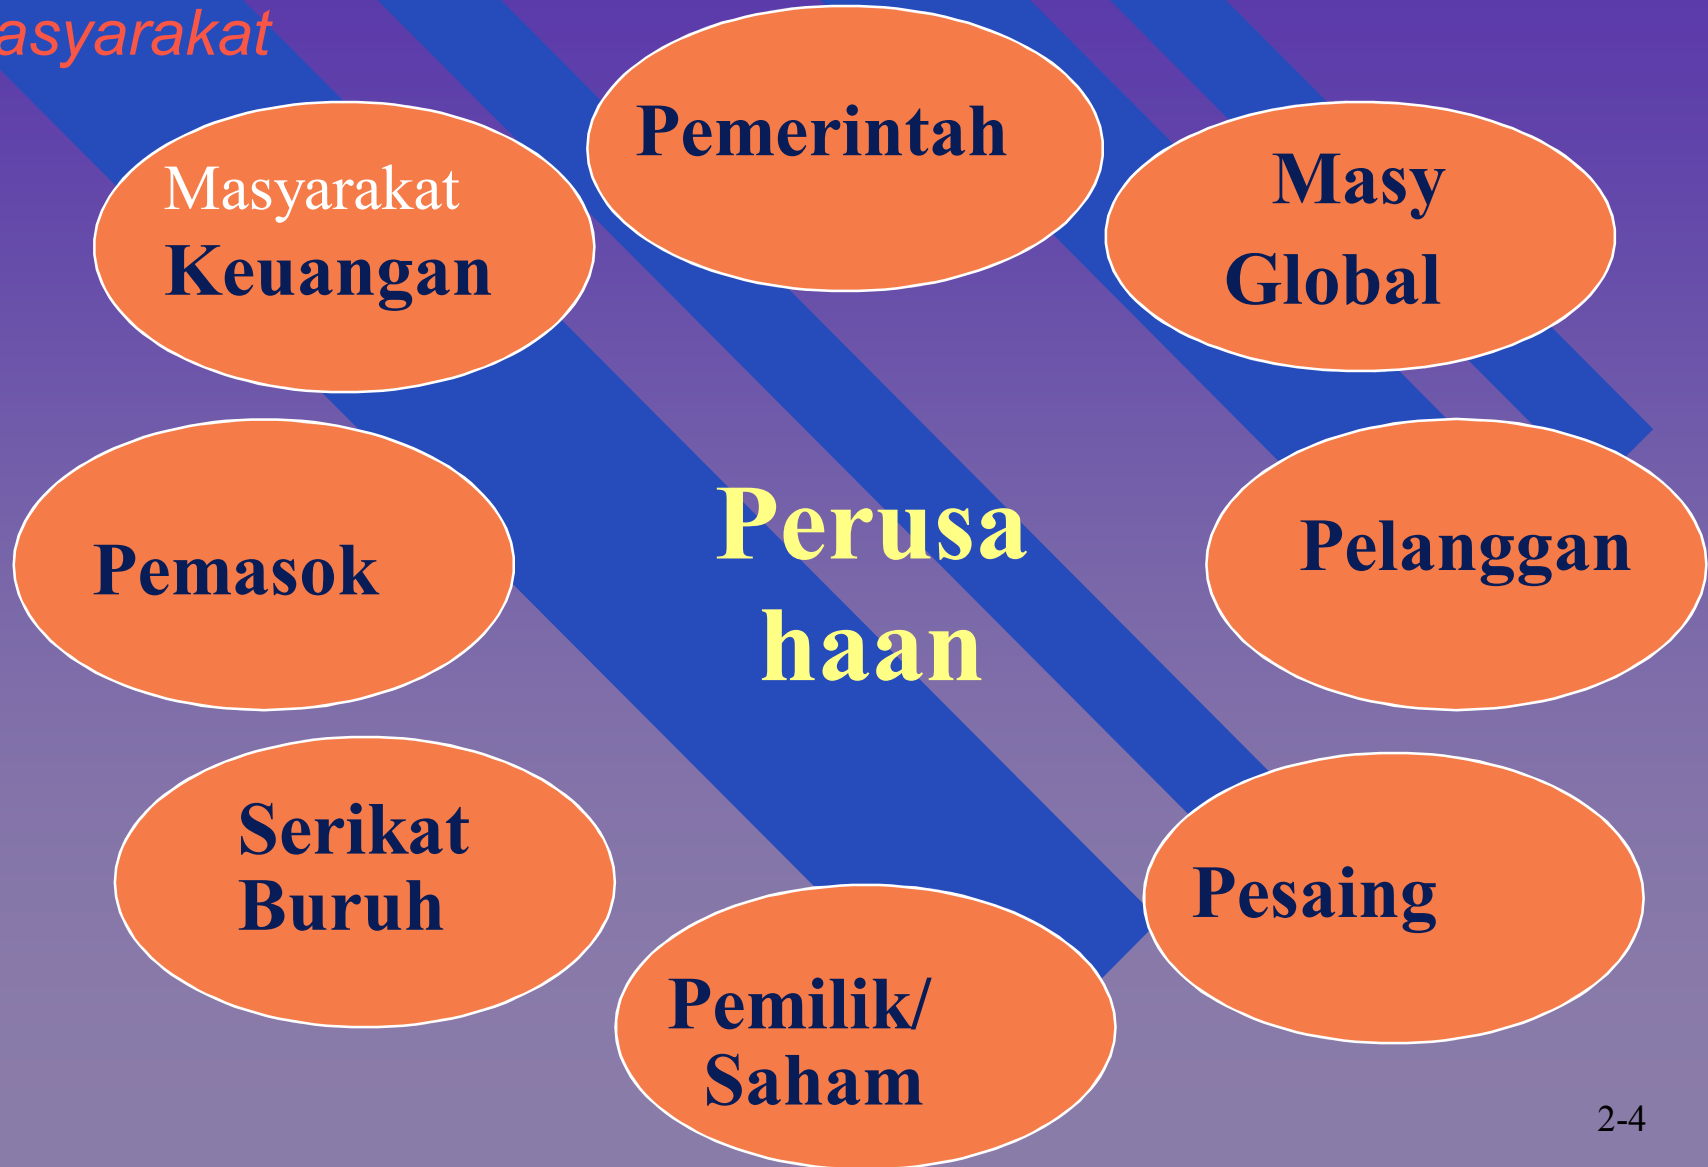 asyarakat
Pemerintah
Masyarakat
Keuangan
Masy
Global
Pemasok
Perusa
haan
Pelanggan
Serikat
Buruh
Pesaing
Pemilik/
Saham
2-4